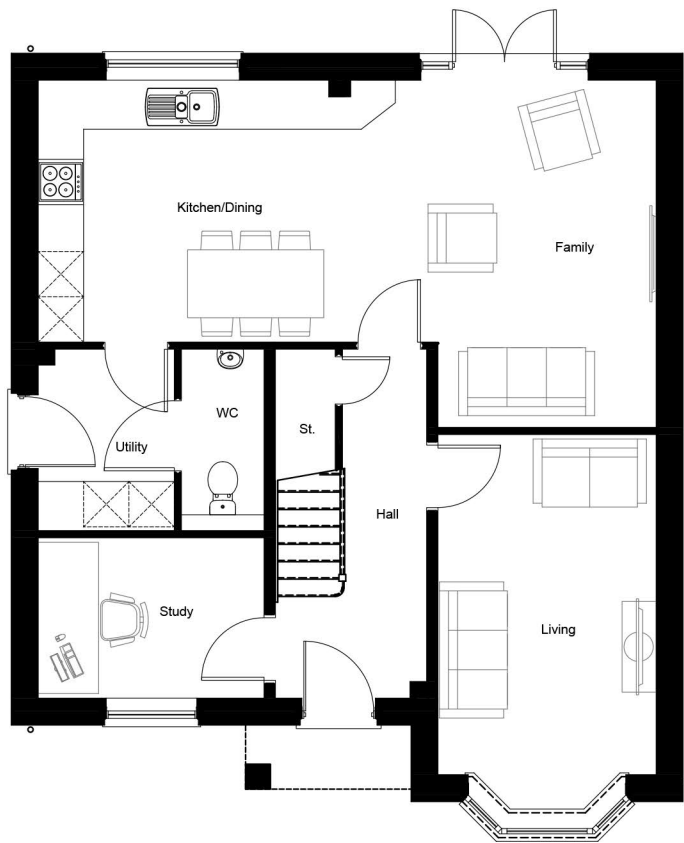 Kitchen/Dining
Family
WC
St.
Utility
Hall
Study
Living